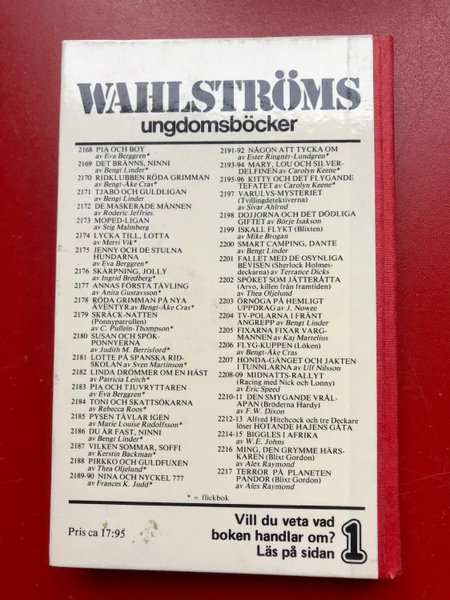 WAHLSTRÖMS
ungdomsböcker
2168 PIA OCH BOY
av Eva Berggren*
2169 DET BRÄNNS, NINNI
av Bengt Linder*
2170 RIDKLUBBEN RÖDA GRIMMAN
av Bengt-Åke Cras*
2171 TJABO OCH GULDLIGAN
av Bengt Linder
2172 DE MASKERADE MÄNNEN
av Roderic Jeffries
2173 MOPED-LIGAN
av Stig Malmberg
2174 LYCKA TILL, LOTTA
av Merri Vik*
2175 JENNY OCH DE STULNA
HUNDARNA
av Eva Berggren*
2176 SKÄRPNING, JOLLY
av Ingrid Brodberg*
2177 ANNAS FÖRSTA TÄVLING
av Anita Gustavsson*
2178 RÖDA GRIMMAN PÅ NYA
ÄVENTYR av Bengt-Åke Cras*
2179 SKRÄCK-NATTEN
(Ponnypatrullen)
av C. Pullein-Thompson*
2180 SUSAN OCH SPÖK-
PONNYERNA
av Judith M. Berrisford*
2181 LOTTE PÅ SPANSKA RID-
SKOLAN av Sven Martinson*
2182 LINDA DRÖMMER OM EN HÄST
av Patricia Leitch*
2183 PIA OCH TJUVRYTTAREN
av Eva Berggren*
2184 TONI OCH SKATTSÖKARNA
av Rebecca Roos*
2185 PYSEN TÄVLAR IGEN
av Marie Louise Rudolfsson*
2186 DU ÄR FAST, NINNI
av Bengt Linder*
2187 VILKEN SOMMAR, SOFFI
av Kerstin Backman*
2188 PIRKKO OCH GULDFUXEN
av Thea Oljelund*
2189-90 NINA OCH NYCKEL 777
av Frances K. Judd*
2191-92 NÅGON ATT TYCKA OM
av Ester Ringnér-Lundgren*
2193-94 MARY, LOU OCH SILVER-
DELFINEN av Carolyn Keene*
2195-96 KITTY OCH DET FLYGANDE
TEFATET av Carolyn Keene*
2197 VARULVS-MYSTERIET
(Tvillingdetektiverna)
av Sivar Ahlrud
2198 DOJJORNA OCH DET DÖDLIGA
GIFTET av Börje Isakson
2199 ISKALL FLYKT (Blixten)
av Mike Brogan
2200 SMART CAMPING, DANTE
av Bengt Linder
2201 FALLET MED DE OSYNLIGA
BEVISEN (Sherlock Holmes-
deckarna) av Terrance Dicks
2202 SPÖKET SOM JÄTTERÅTTA
(Arvo, killen från framtiden)
av Thea Oljelund
2203 ÖRNÖGA PÅ HEMLIGT
UPPDRAG av J. Nowee
2204 TV-POLARNA I FRÄNT
ANGREPP av Bengt Linder
2205 FIXARNA FIXAR VARG-
MANNEN av Kaj Martelius
2206 FLYG-KUPPEN (Löken)
av Bengt-Åke Cras
2207 HONDA-GÄNGET OCH JAKTEN
I TUNNLARNA av Ulf Nilsson
2208-09 MIDNATTS-RALLYT
(Racing med Nick och Lonny)
av Eric Speed
2210-11 DEN SMYGANDE VRÅL-
APAN (Bröderna Hardy)
av F.W. Dixon
2212-13 Alfred Hitchcock och tre Deckare
löser HOTANDE HAJENS GÅTA
2214-15 BIGGLES I AFRIKA
av W.E. Johns
2216 MING, DEN GRYMME HÄRS-
KAREN (Blixt Gordon)
av Alex Raymond
2217 TERROR PÅ PLANETEN
PANDOR (Blixt Gordon)
av Alex Raymond
* = flickbok
Pris ca 17:95
Vill du veta vad
boken handlar om?
Läs på sidan 1